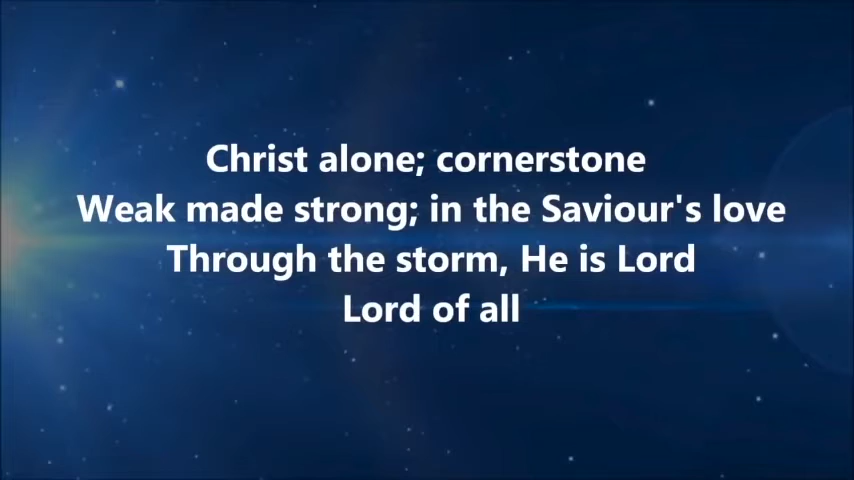 Christ alone; cornerstone
Weak made strong; in the Saviour's love
Through the storm, He is Lord
Lord of all